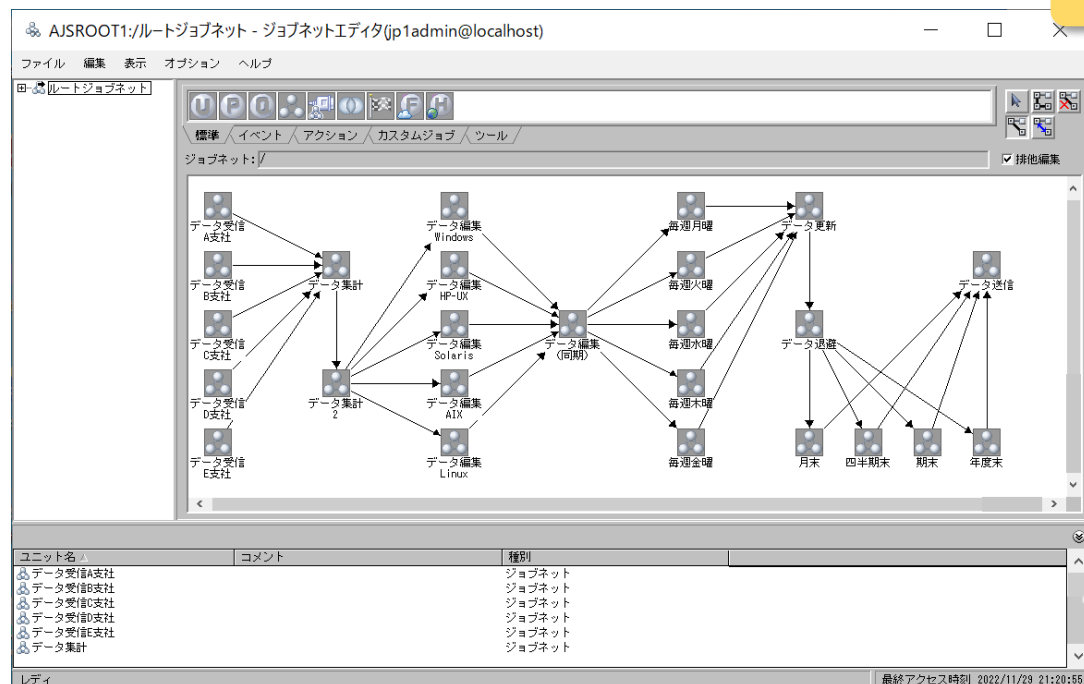 AJSROOT1:/ルートジョブネット - ジョブネットエディタ(jp1admin@localhost)
ファイル 編集 表示 オプション ヘルプ
ルートジョブネット
U P Q F H
標準 イベント アクション カスタムジョブ ツール
ジョブネット: /
排他編集
データ受信
A支社
データ受信
B支社
データ受信
C支社
データ受信
D支社
データ受信
E支社
データ集計
データ集計
2
データ編集
Windows
データ編集
HP-UX
データ編集
Solaris
データ編集
AIX
データ編集
Linux
データ編集
(同期)
毎週月曜
毎週火曜
毎週水曜
毎週木曜
毎週金曜
データ更新
データ退避
月末
四半期末
期末
年度末
データ送信
ユニット名 コメント 種別
データ受信A支社 ジョブネット
データ受信B支社 ジョブネット
データ受信C支社 ジョブネット
データ受信D支社 ジョブネット
データ受信E支社 ジョブネット
データ集計 ジョブネット
レディ 最終アクセス時刻 2022/11/29 21:20:55